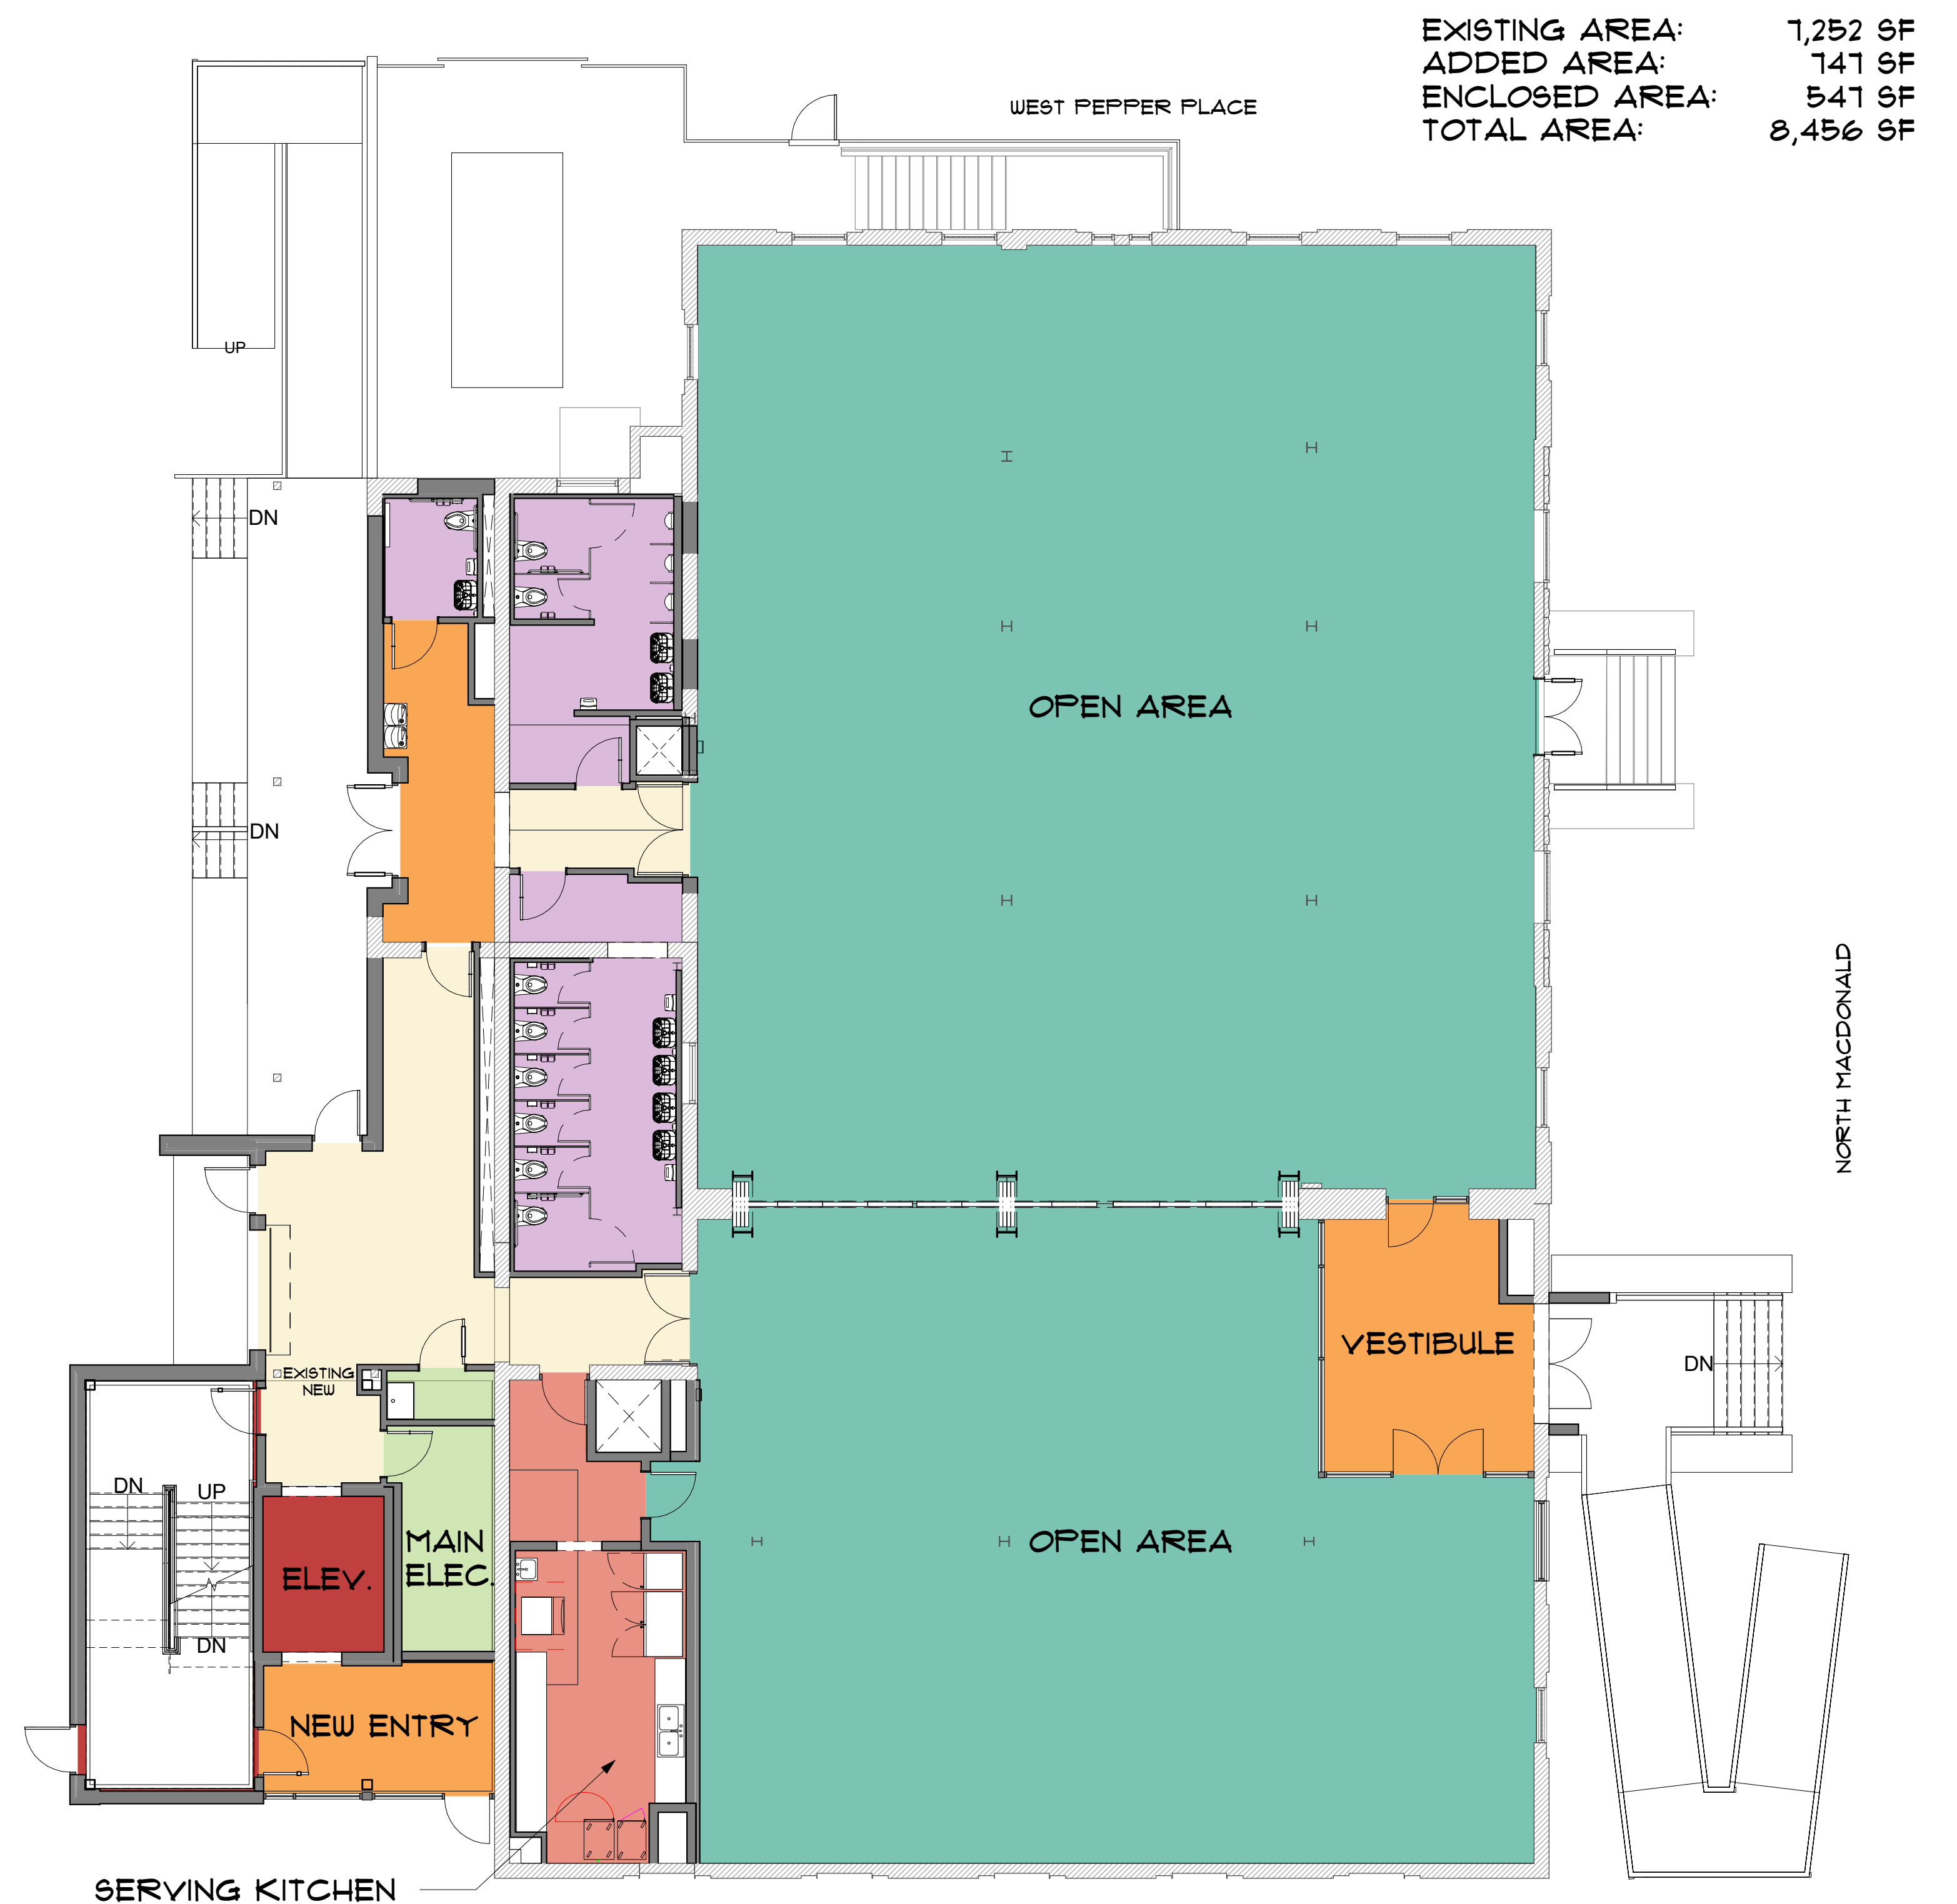 EXISTING AREA: 7,252 SF
ADDED AREA: 747 SF
ENCLOSED AREA: 547 SF
TOTAL AREA: 8,456 SF
WEST PEPPER PLACE
UP
DN
OPEN AREA
DN
NORTH MACDONALD
VESTIBULE
DN
EXISTING
NEW
DN
UP
MAIN
ELEC.
ELEV.
OPEN AREA
DN
NEW ENTRY
SERVING KITCHEN